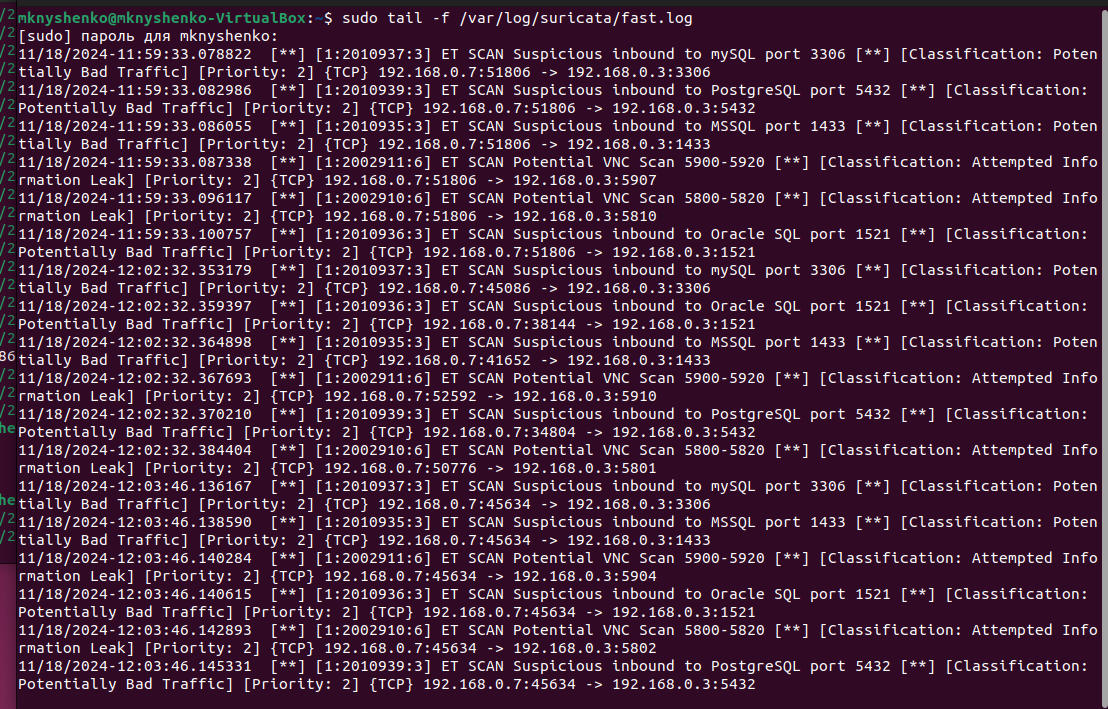 mknyshenko@mknyshenko-VirtualBox:~$ sudo tail -f /var/log/suricata/fast.log
[sudo] пароль для mknyshenko:
11/18/2024-11:59:33.078822  [**] [1:2010937:3] ET SCAN Suspicious inbound to mySQL port 3306 [**] [Classification: Poten
tially Bad Traffic] [Priority: 2] {TCP} 192.168.0.7:51806 -> 192.168.0.3:3306
11/18/2024-11:59:33.082986  [**] [1:2010939:3] ET SCAN Suspicious inbound to PostgreSQL port 5432 [**] [Classification:
Potentially Bad Traffic] [Priority: 2] {TCP} 192.168.0.7:51806 -> 192.168.0.3:5432
11/18/2024-11:59:33.086055  [**] [1:2010935:3] ET SCAN Suspicious inbound to MSSQL port 1433 [**] [Classification: Poten
tially Bad Traffic] [Priority: 2] {TCP} 192.168.0.7:51806 -> 192.168.0.3:1433
11/18/2024-11:59:33.087338  [**] [1:2002911:6] ET SCAN Potential VNC Scan 5900-5920 [**] [Classification: Attempted Info
rmation Leak] [Priority: 2] {TCP} 192.168.0.7:51806 -> 192.168.0.3:5907
11/18/2024-11:59:33.096117  [**] [1:2002910:6] ET SCAN Potential VNC Scan 5800-5820 [**] [Classification: Attempted Info
rmation Leak] [Priority: 2] {TCP} 192.168.0.7:51806 -> 192.168.0.3:5810
11/18/2024-11:59:33.100757  [**] [1:2010936:3] ET SCAN Suspicious inbound to Oracle SQL port 1521 [**] [Classification:
Potentially Bad Traffic] [Priority: 2] {TCP} 192.168.0.7:51806 -> 192.168.0.3:1521
11/18/2024-12:02:32.353179  [**] [1:2010937:3] ET SCAN Suspicious inbound to mySQL port 3306 [**] [Classification: Poten
tially Bad Traffic] [Priority: 2] {TCP} 192.168.0.7:45086 -> 192.168.0.3:3306
11/18/2024-12:02:32.359397  [**] [1:2010936:3] ET SCAN Suspicious inbound to Oracle SQL port 1521 [**] [Classification:
Potentially Bad Traffic] [Priority: 2] {TCP} 192.168.0.7:38144 -> 192.168.0.3:1521
11/18/2024-12:02:32.364898  [**] [1:2010935:3] ET SCAN Suspicious inbound to MSSQL port 1433 [**] [Classification: Poten
tially Bad Traffic] [Priority: 2] {TCP} 192.168.0.7:41652 -> 192.168.0.3:1433
11/18/2024-12:02:32.367693  [**] [1:2002911:6] ET SCAN Potential VNC Scan 5900-5920 [**] [Classification: Attempted Info
rmation Leak] [Priority: 2] {TCP} 192.168.0.7:52592 -> 192.168.0.3:5910
11/18/2024-12:02:32.370210  [**] [1:2010939:3] ET SCAN Suspicious inbound to PostgreSQL port 5432 [**] [Classification:
Potentially Bad Traffic] [Priority: 2] {TCP} 192.168.0.7:34804 -> 192.168.0.3:5432
11/18/2024-12:02:32.384404  [**] [1:2002910:6] ET SCAN Potential VNC Scan 5800-5820 [**] [Classification: Attempted Info
rmation Leak] [Priority: 2] {TCP} 192.168.0.7:50776 -> 192.168.0.3:5801
11/18/2024-12:03:46.136167  [**] [1:2010937:3] ET SCAN Suspicious inbound to mySQL port 3306 [**] [Classification: Poten
tially Bad Traffic] [Priority: 2] {TCP} 192.168.0.7:45634 -> 192.168.0.3:3306
11/18/2024-12:03:46.138590  [**] [1:2010935:3] ET SCAN Suspicious inbound to MSSQL port 1433 [**] [Classification: Poten
tially Bad Traffic] [Priority: 2] {TCP} 192.168.0.7:45634 -> 192.168.0.3:1433
11/18/2024-12:03:46.140284  [**] [1:2002911:6] ET SCAN Potential VNC Scan 5900-5920 [**] [Classification: Attempted Info
rmation Leak] [Priority: 2] {TCP} 192.168.0.7:45634 -> 192.168.0.3:5904
11/18/2024-12:03:46.140615  [**] [1:2010936:3] ET SCAN Suspicious inbound to Oracle SQL port 1521 [**] [Classification:
Potentially Bad Traffic] [Priority: 2] {TCP} 192.168.0.7:45634 -> 192.168.0.3:1521
11/18/2024-12:03:46.142893  [**] [1:2002910:6] ET SCAN Potential VNC Scan 5800-5820 [**] [Classification: Attempted Info
rmation Leak] [Priority: 2] {TCP} 192.168.0.7:45634 -> 192.168.0.3:5802
11/18/2024-12:03:46.145331  [**] [1:2010939:3] ET SCAN Suspicious inbound to PostgreSQL port 5432 [**] [Classification:
Potentially Bad Traffic] [Priority: 2] {TCP} 192.168.0.7:45634 -> 192.168.0.3:5432